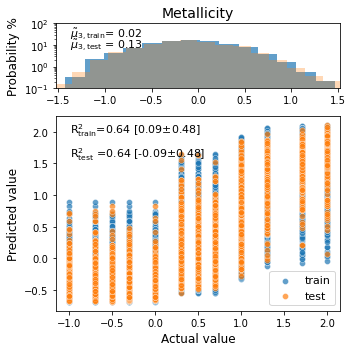 Metallicity
Probability %
10²
10¹
10⁰
10⁻¹
μ̃₃,train= 0.02
μ̃₃,test = 0.13
−1.5 −1.0 −0.5 0.0 0.5 1.0 1.5
Predicted value
2.0
1.5
1.0
0.5
0.0
−0.5
R²train=0.64 [0.09±0.48]
R²test =0.64 [-0.09±0.48]
train
test
−1.0 −0.5 0.0 0.5 1.0 1.5 2.0
Actual value